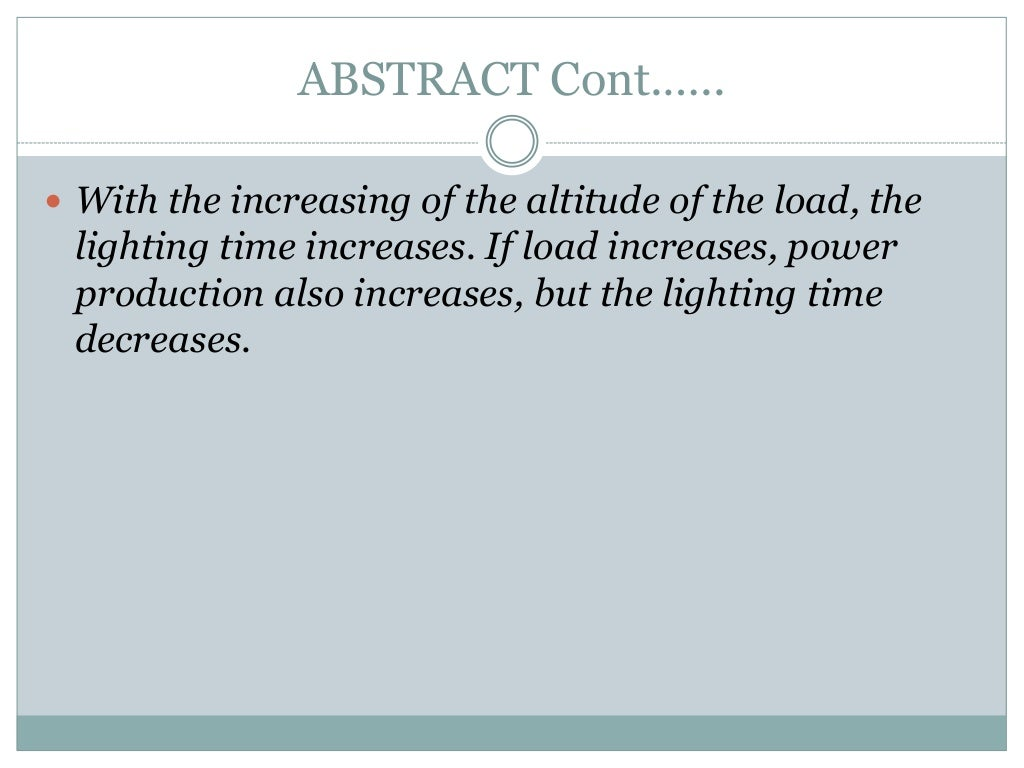 ABSTRACT Cont......
• With the increasing of the altitude of the load, the
lighting time increases. If load increases, power
production also increases, but the lighting time
decreases.